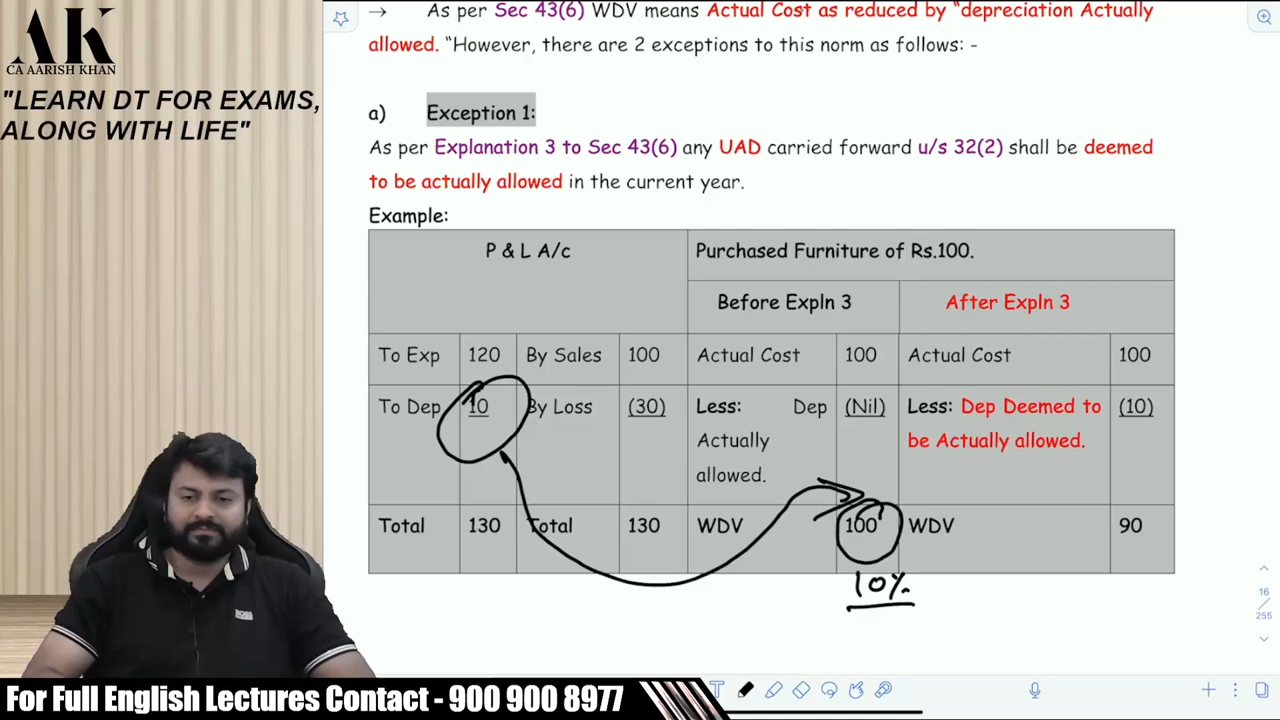 AK
CA AARISH KHAN
"LEARN DT FOR EXAMS,
ALONG WITH LIFE"
→ As per Sec 43(6) WDV means Actual Cost as reduced by “depreciation Actually
allowed. “However, there are 2 exceptions to this norm as follows: -
a) Exception 1:
As per Explanation 3 to Sec 43(6) any UAD carried forward u/s 32(2) shall be deemed
to be actually allowed in the current year.
Example:
P & L A/c Purchased Furniture of Rs.100.
Before Expln 3 After Expln 3
To Exp 120 By Sales 100 Actual Cost 100 Actual Cost 100
To Dep 10 By Loss (30) Less: Dep (Nil) Less: Dep Deemed to (10)
Actually be Actually allowed.
allowed.
Total 130 Total 130 WDV 100 WDV 90
10%
16
255
For Full English Lectures Contact - 900 900 8977